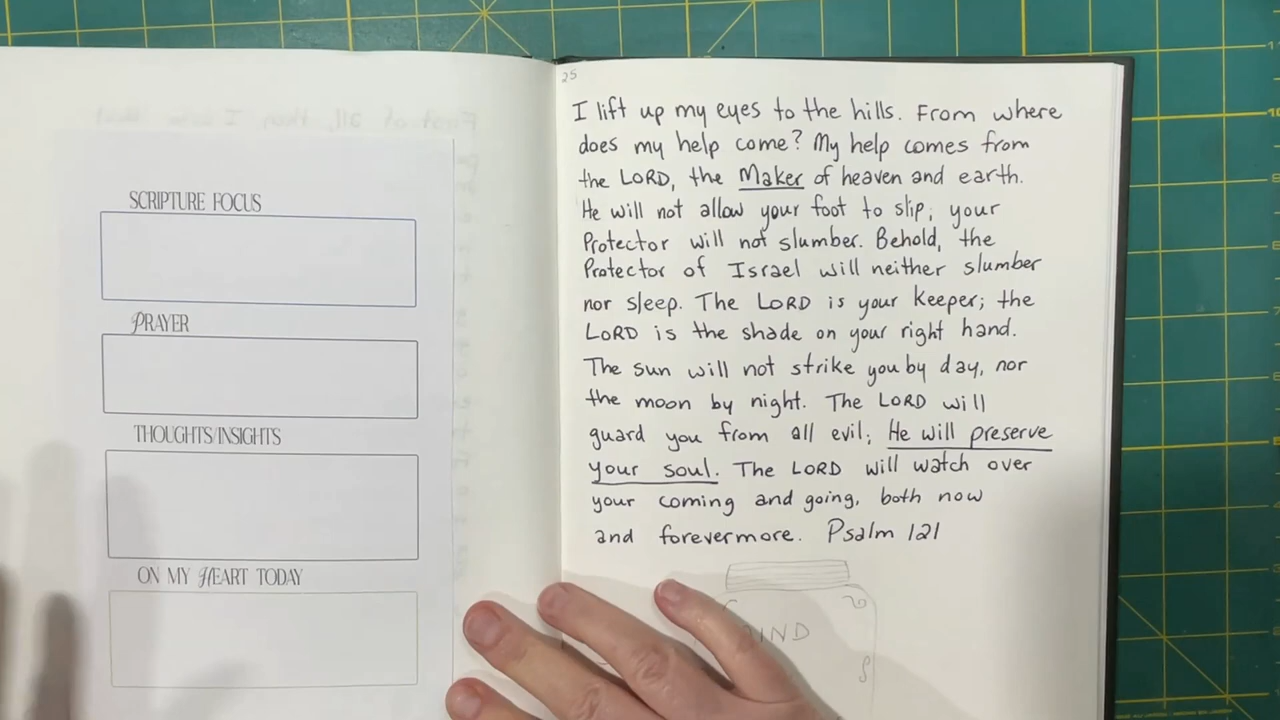 SCRIPTURE FOCUS
PRAYER
THOUGHTS/INSIGHTS
ON MY HEART TODAY
25
I lift up my eyes to the hills. From where
does my help come? My help comes from
the LORD, the Maker of heaven and earth.
He will not allow your foot to slip; your
Protector will not slumber. Behold, the
Protector of Israel will neither slumber
nor sleep. The LORD is your keeper; the
LORD is the shade on your right hand.
The sun will not strike you by day, nor
the moon by night. The LORD will
guard you from all evil; He will preserve
your soul. The LORD will watch over
your coming and going, both now
and forevermore. Psalm 121